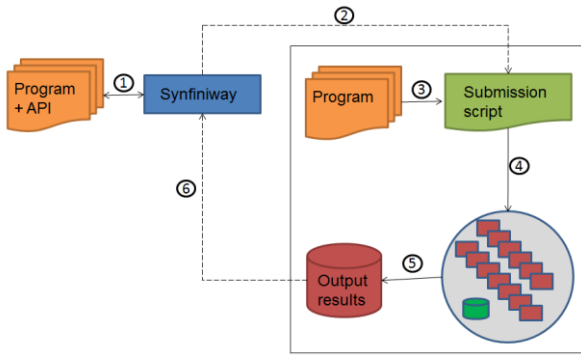 2
1
Program
+ API
Synfiniway
Program
3
Submission
script
4
6
5
Output
results